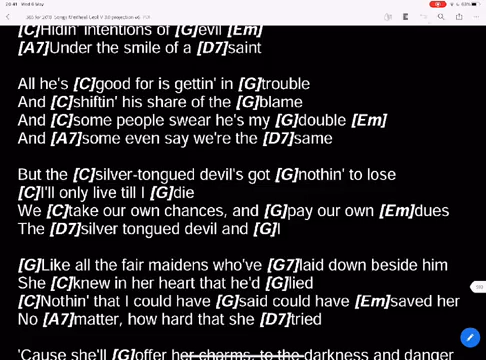 20:41 Wed 6 May
[C]Hidin' intentions of [G]evil [Em]
[A7]Under the smile of a [D7]saint
All he's [C]good for is gettin' in [G]trouble
And [C]shiftin' his share of the [G]blame
And [C]some people swear he's my [G]double [Em]
And [A7]some even say we're the [D7]same
But the [C]silver-tongued devil's got [G]nothin' to lose
[C]I'll only live till I [G]die
We [C]take our own chances, and [G]pay our own [Em]dues
The [D7]silver tongued devil and [G]I
[G]Like all the fair maidens who've [G7]laid down beside him
She [C]knew in her heart that he'd [G]lied
[C]Nothin' that I could have [G]said could have [Em]saved her
No [A7]matter, how hard that she [D7]tried
'Cause she'll [G]offer her charms, to the darkness and danger